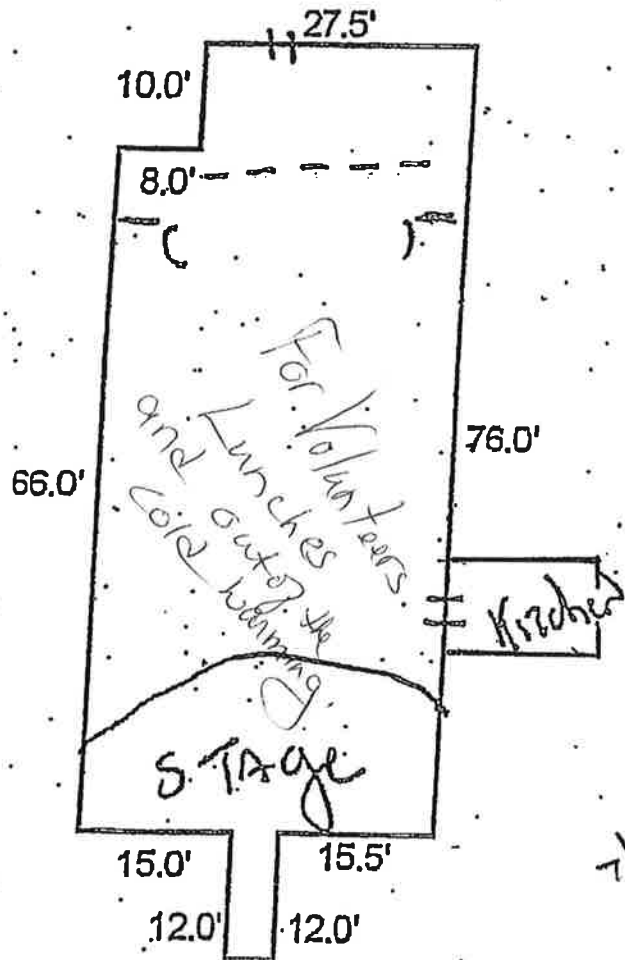 27.5'
10.0'
8.0'
For Volunteers
Lunches
and out of the
Cold Warming
66.0'
76.0'
Kitchen
STAge
15.0'
15.5'
12.0'
12.0'